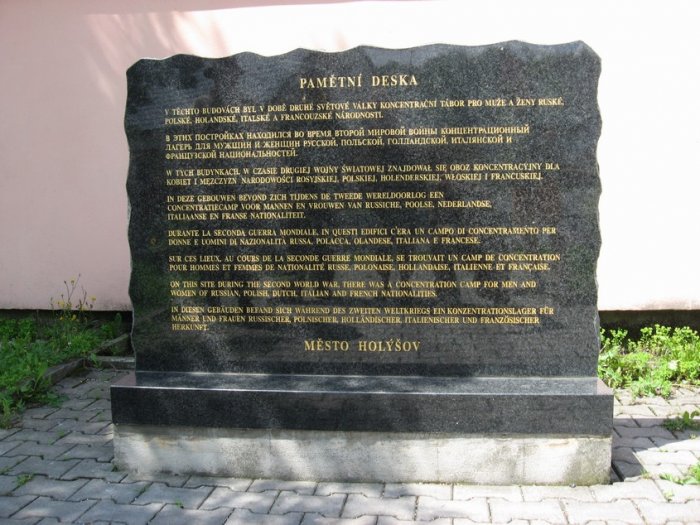 PAMĚTNÍ DESKA
V TĚCHTO BUDOVÁCH BYL V DOBĚ DRUHÉ SVĚTOVÉ VÁLKY KONCENTRAČNÍ TÁBOR PRO MUŽE A ŽENY RUSKÉ,
POLSKÉ, HOLANDSKÉ, ITALSKÉ A FRANCOUZSKÉ NÁRODNOSTI.
В ЭТИХ ПОСТРОЙКАХ НАХОДИЛСЯ ВО ВРЕМЯ ВТОРОЙ МИРОВОЙ ВОЙНЫ КОНЦЕНТРАЦИОННЫЙ
ЛАГЕРЬ ДЛЯ МУЖЧИН И ЖЕНЩИН РУССКОЙ, ПОЛЬСКОЙ, ГОЛЛАНДСКОЙ, ИТАЛЯНСКОЙ И
ФРАНЦУЗСКОЙ НАЦИОНАЛЬНОСТЕЙ.
W TYCH BUDYNKACH, W CZASIE DRUGIEJ WOJNY ŚWIATOWEJ ZNAJDOWAŁ SIĘ OBOZ KONCENTRACYJNY DLA
KOBIET I MĘZCZYZN NARODOWOŚCI ROSYJSKIEJ, POLSKIEJ, HOLENDERSKIEJ, WŁOSKIEJ I FRANCUSKIEJ.
IN DEZE GEBOUWEN BEVOND ZICH TIJDENS DE TWEEDE WERELDOORLOG EEN
CONCENTRATIECAMP VOOR MANNEN EN VROUWEN VAN RUSSICHE, POOLSE, NEDERLANDSE,
ITALIAANSE EN FRANSE NATIONALITEIT.
DURANTE LA SECONDA GUERRA MONDIALE, IN QUESTI EDIFICI C'ERA UN CAMPO DI CONCENTRAMENTO PER
DONNE E UOMINI DI NAZIONALITÀ RUSSA, POLACCA, OLANDESE, ITALIANA E FRANCESE.
SUR CES LIEUX, AU COURS DE LA SECONDE GUERRE MONDIALE, SE TROUVAIT UN CAMP DE CONCENTRATION
POUR HOMMES ET FEMMES DE NATIONALITÉ RUSSE, POLONAISE, HOLLANDAISE, ITALIENNE ET FRANÇAISE.
ON THIS SITE DURING THE SECOND WORLD WAR, THERE WAS A CONCENTRATION CAMP FOR MEN AND
WOMEN OF RUSSIAN, POLISH, DUTCH, ITALIAN AND FRENCH NATIONALITIES.
IN DIESEN GEBÄUDEN BEFAND SICH WÄHREND DES ZWEITEN WELTKRIEGS EIN KONZENTRATIONSLAGER FÜR
MÄNNER UND FRAUEN RUSSISCHER, POLNISCHER, HOLLÄNDISCHER, ITALIENISCHER UND FRANZÖSISCHER
HERKUNFT.
MĚSTO HOLÝŠOV